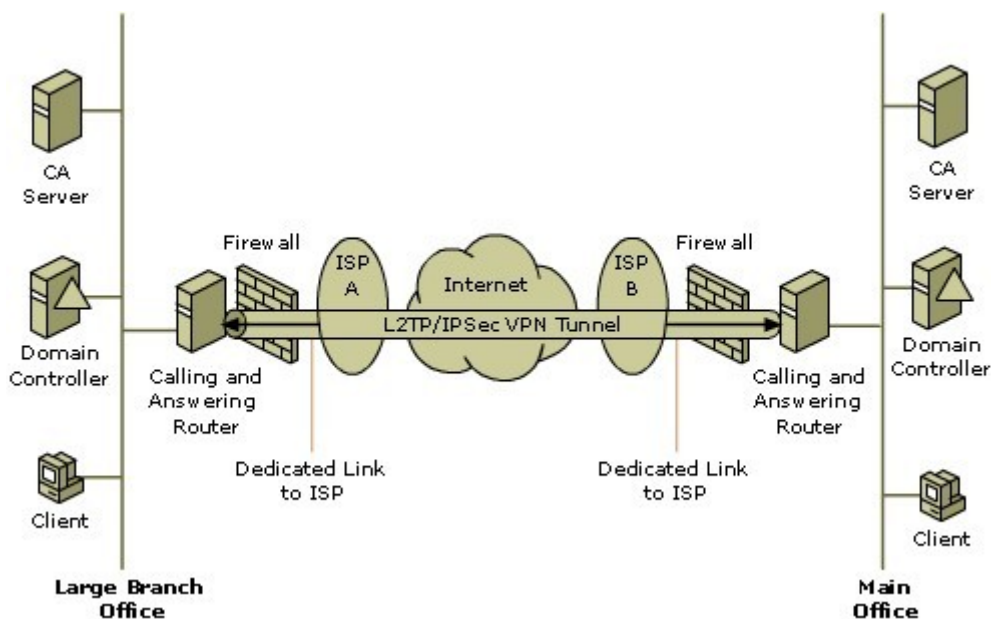 CA
Server
CA
Server
Firewall
ISP
A
Internet
ISP
B
Firewall
L2TP/IPSec VPN Tunnel
Domain
Controller
Calling and
Answering
Router
Calling and
Answering
Router
Domain
Controller
Dedicated Link
to ISP
Dedicated Link
to ISP
Client
Client
Large Branch
Office
Main
Office